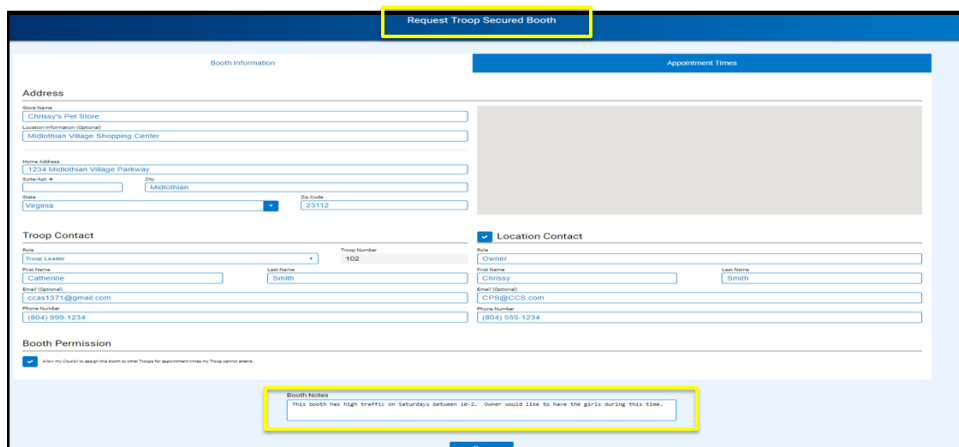 Request Troop Secured Booth
Booth Information
Appointment Times
Address
Store Name
Chrissy's Pet Store
Location Information (Optional)
Midlothian Village Shopping Center
Home Address
1234 Midlothian Village Parkway
Suite/Apt. # City
Midlothian
State Zip Code
Veginia 23112
Troop Contact
Role Troop Number
Troop Leader 102
First Name Last Name
Catherine Smith
Email (Optional)
ccas1371@gmail.com
Phone Number
(804) 999-1234
Location Contact
Role
Owner
First Name Last Name
Chrissy Smith
Email (Optional)
CPS@CCS.com
Phone Number
(804) 555-1234
Booth Permission
Allow my Council to assign this booth to other Troops for appointment times my Troop cannot attend.
Booth Notes
This booth has high traffic on Saturdays between 10-2. Owner would like to have the girls during this time.